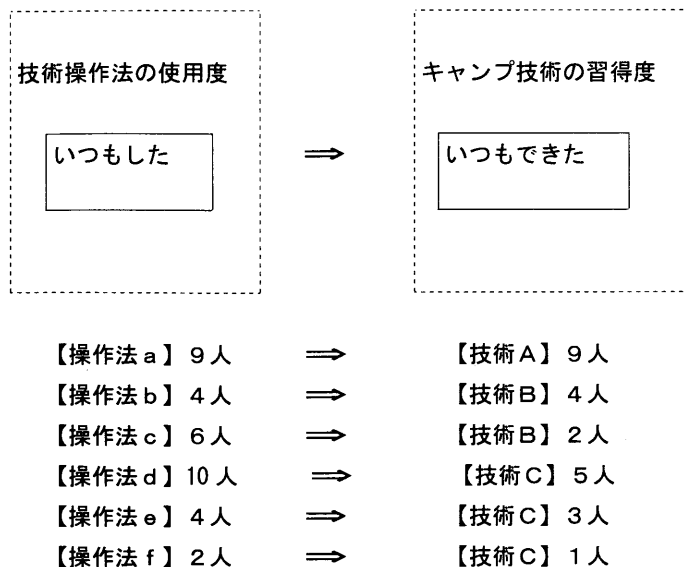 技術操作法の使用度 キャンプ技術の習得度
いつもした ⇒ いつもできた
【操作法a】9人 ⇒ 【技術A】9人
【操作法b】4人 ⇒ 【技術B】4人
【操作法c】6人 ⇒ 【技術B】2人
【操作法d】10人 ⇒ 【技術C】5人
【操作法e】4人 ⇒ 【技術C】3人
【操作法f】2人 ⇒ 【技術C】1人